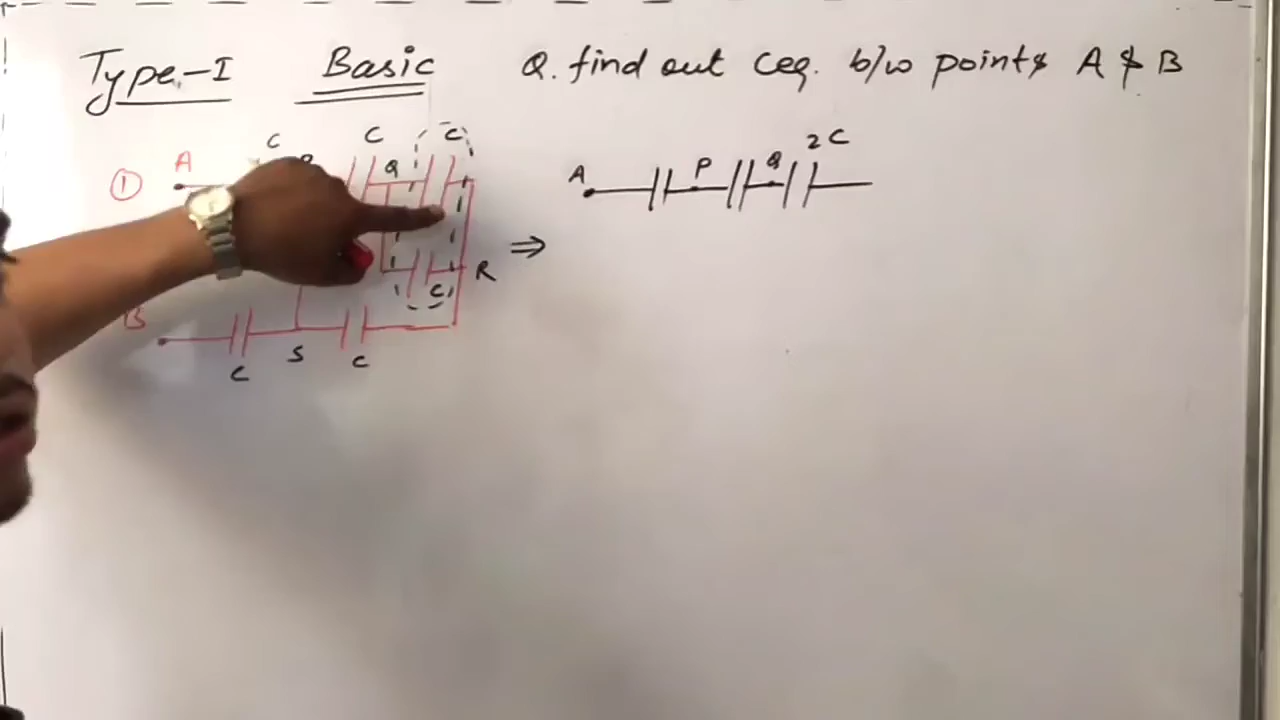 Type-I Basic Q. find out Ceq. b/w points A & B
C C C
① A Q
R
C
B
C S C
2C
A P Q
⇒